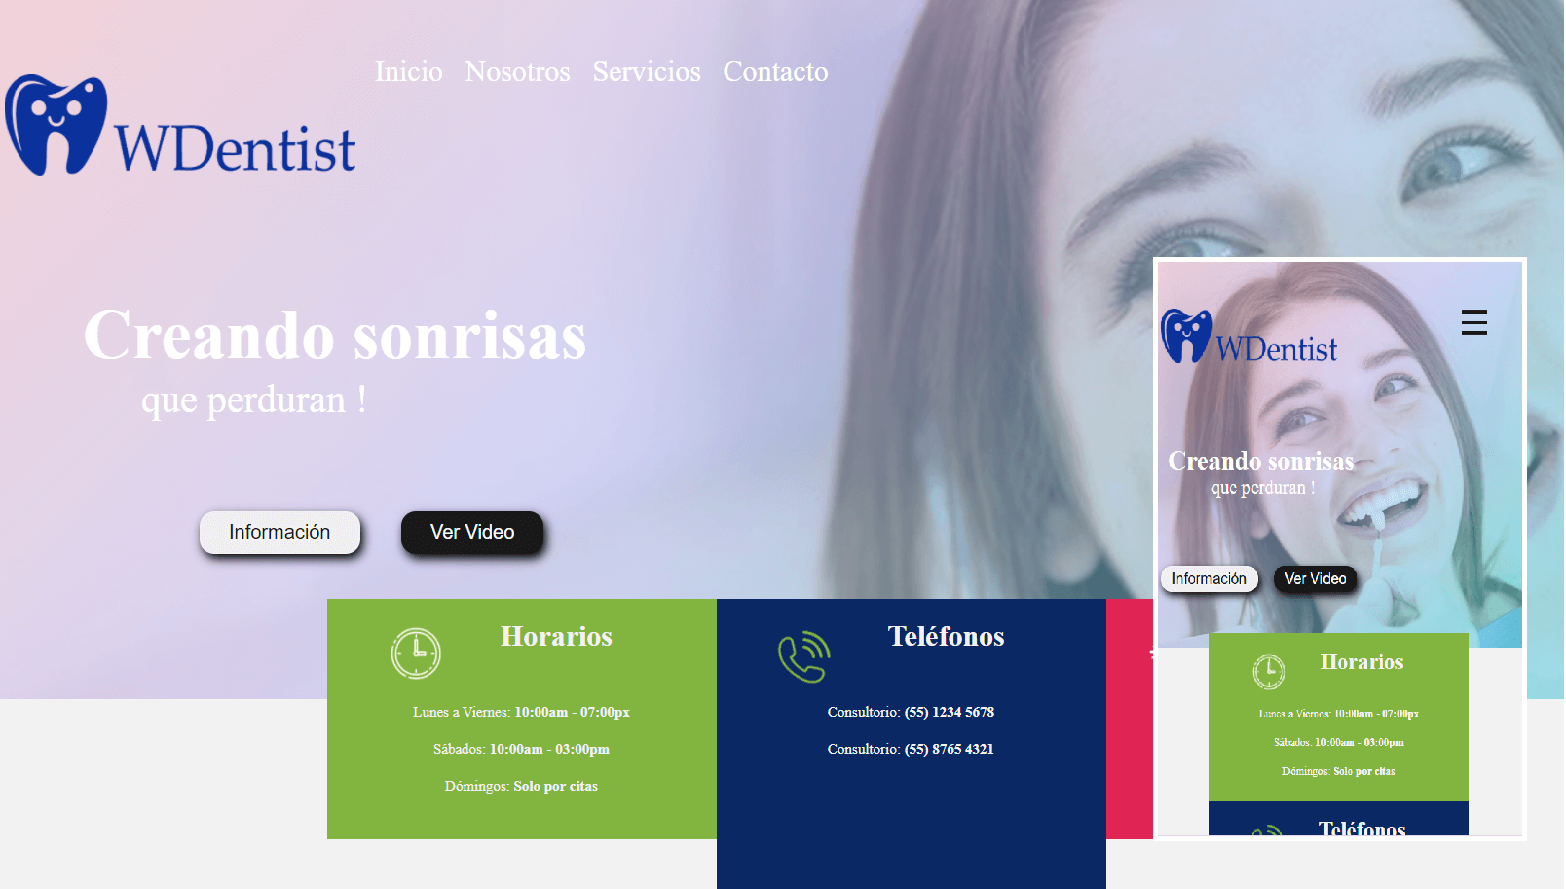 Inicio Nosotros Servicios Contacto
WDentist
Creando sonrisas
que perduran !
Información Ver Video
Horarios
Lunes a Viernes: 10:00am - 07:00px
Sábados: 10:00am - 03:00pm
Dómingos: Solo por citas
Teléfonos
Consultorio: (55) 1234 5678
Consultorio: (55) 8765 4321
WDentist
Creando sonrisas
que perduran !
Información Ver Video
Horarios
Lunes a Viernes: 10:00am - 07:00px
Sábados: 10:00am - 03:00pm
Dómingos: Solo por citas
Teléfonos